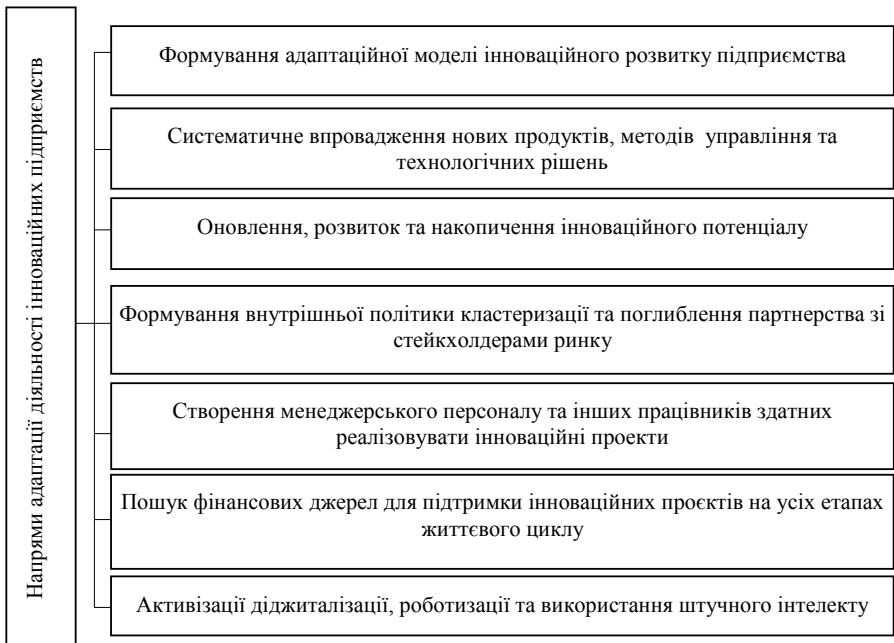 Напрями адаптації діяльності інноваційних підприємств
Формування адаптаційної моделі інноваційного розвитку підприємства
Систематичне впровадження нових продуктів, методів управління та
технологічних рішень
Оновлення, розвиток та накопичення інноваційного потенціалу
Формування внутрішньої політики кластеризації та поглиблення партнерства зі
стейкхолдерами ринку
Створення менеджерського персоналу та інших працівників здатних
реалізовувати інноваційні проекти
Пошук фінансових джерел для підтримки інноваційних проєктів на усіх етапах
життєвого циклу
Активізації діджиталізації, роботизації та використання штучного інтелекту